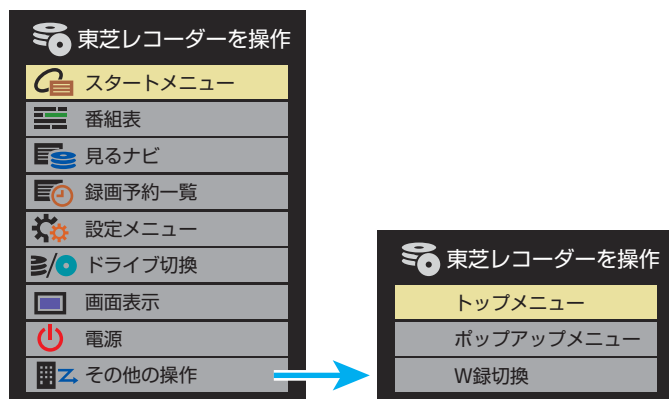 東芝レコーダーを操作
スタートメニュー
番組表
見るナビ
録画予約一覧
設定メニュー
ドライブ切換
画面表示
電源
その他の操作
東芝レコーダーを操作
トップメニュー
ポップアップメニュー
W録切換